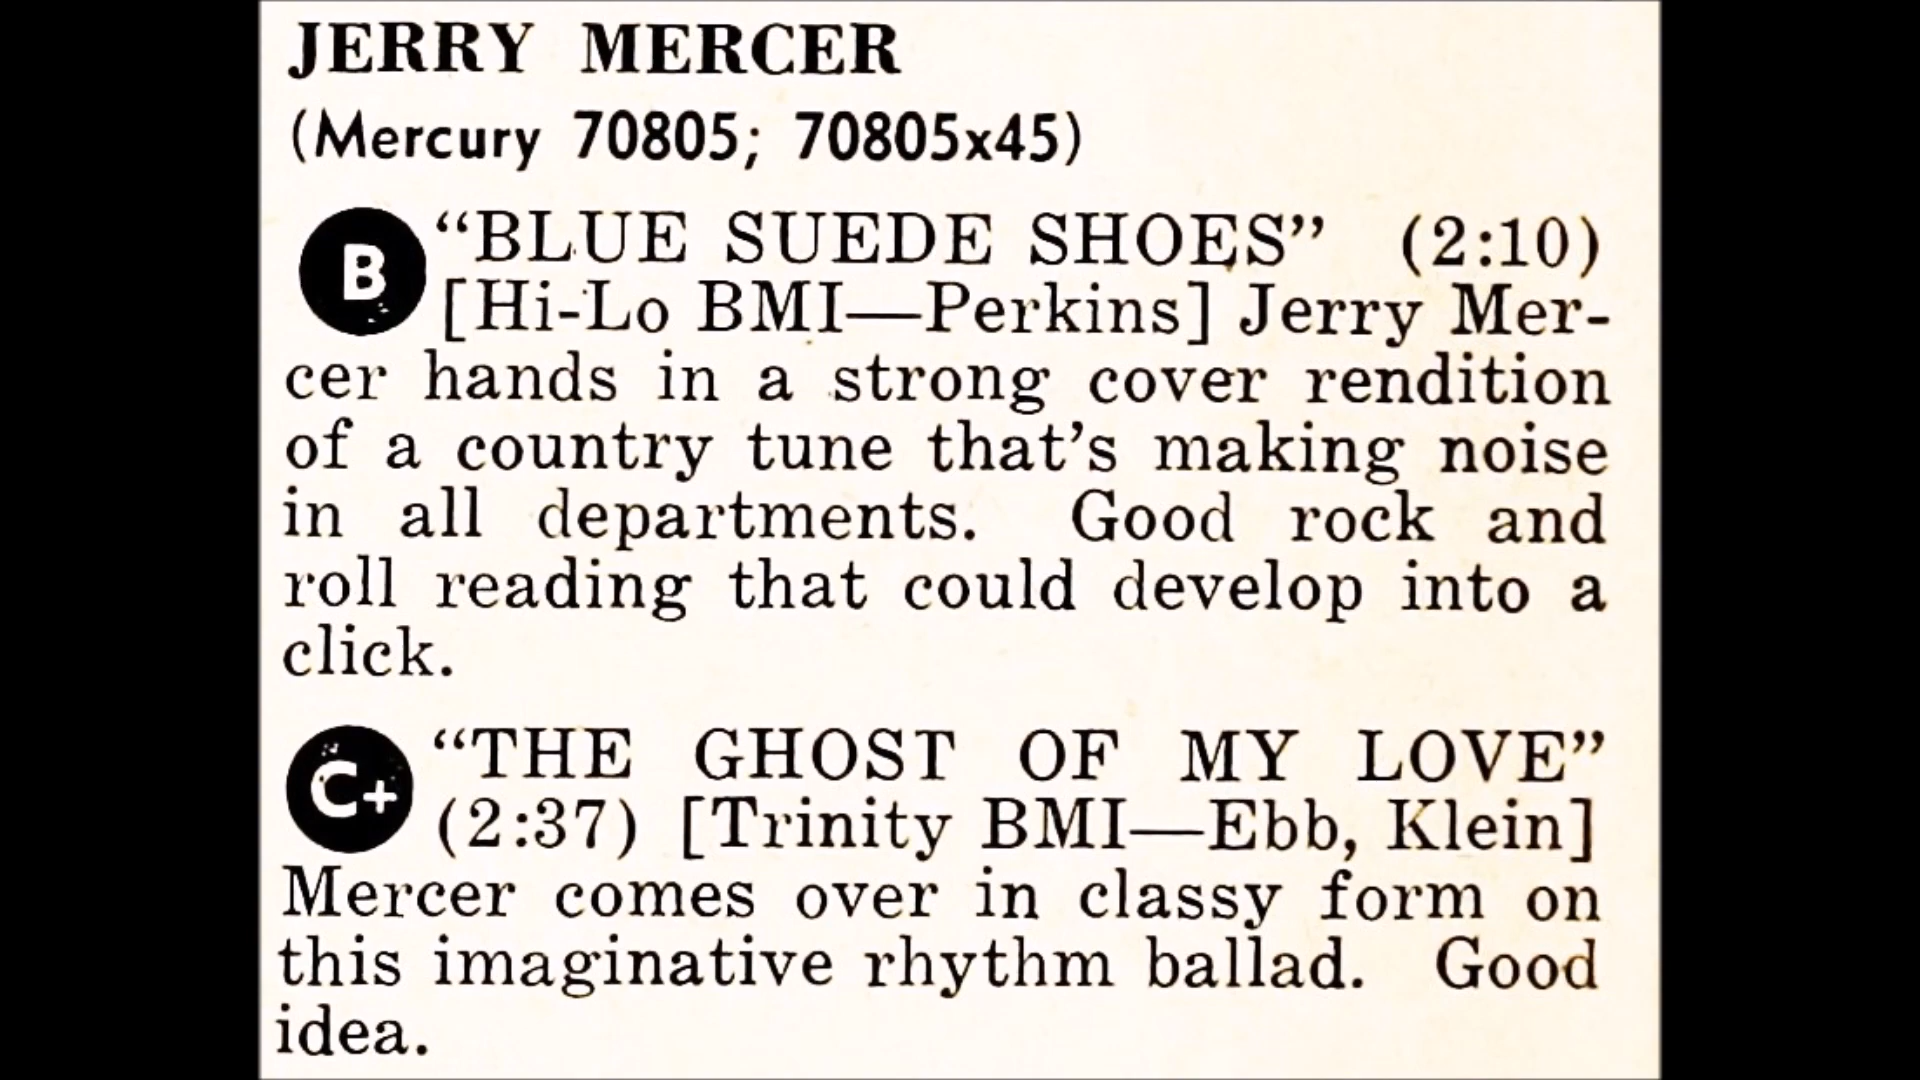 JERRY MERCER
(Mercury 70805; 70805x45)
B “BLUE SUEDE SHOES” (2:10)
[Hi-Lo BMI—Perkins] Jerry Mer-
cer hands in a strong cover rendition
of a country tune that’s making noise
in all departments. Good rock and
roll reading that could develop into a
click.
C+ “THE GHOST OF MY LOVE”
(2:37) [Trinity BMI—Ebb, Klein]
Mercer comes over in classy form on
this imaginative rhythm ballad. Good
idea.